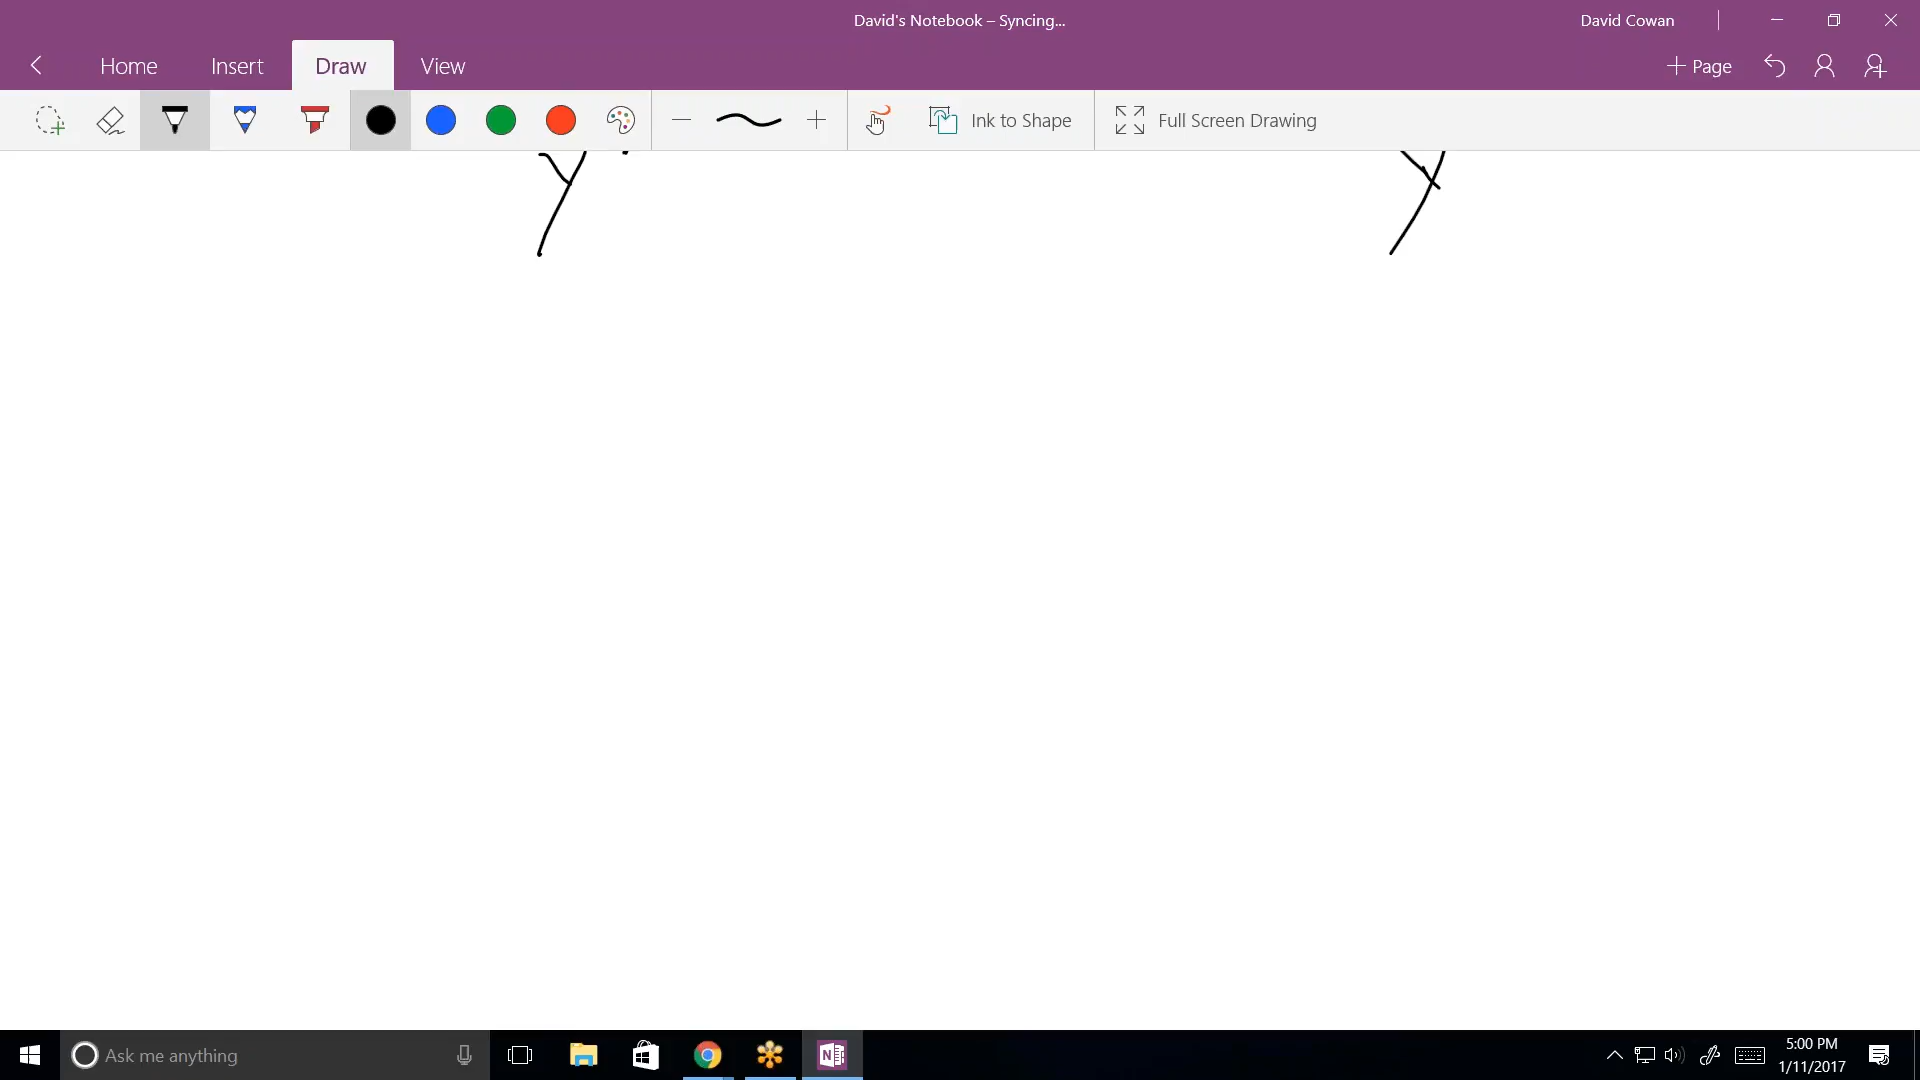 David's Notebook – Syncing...
David Cowan
Home
Insert
Draw
View
Page
Ink to Shape
Full Screen Drawing
Ask me anything
N
5:00 PM
1/11/2017